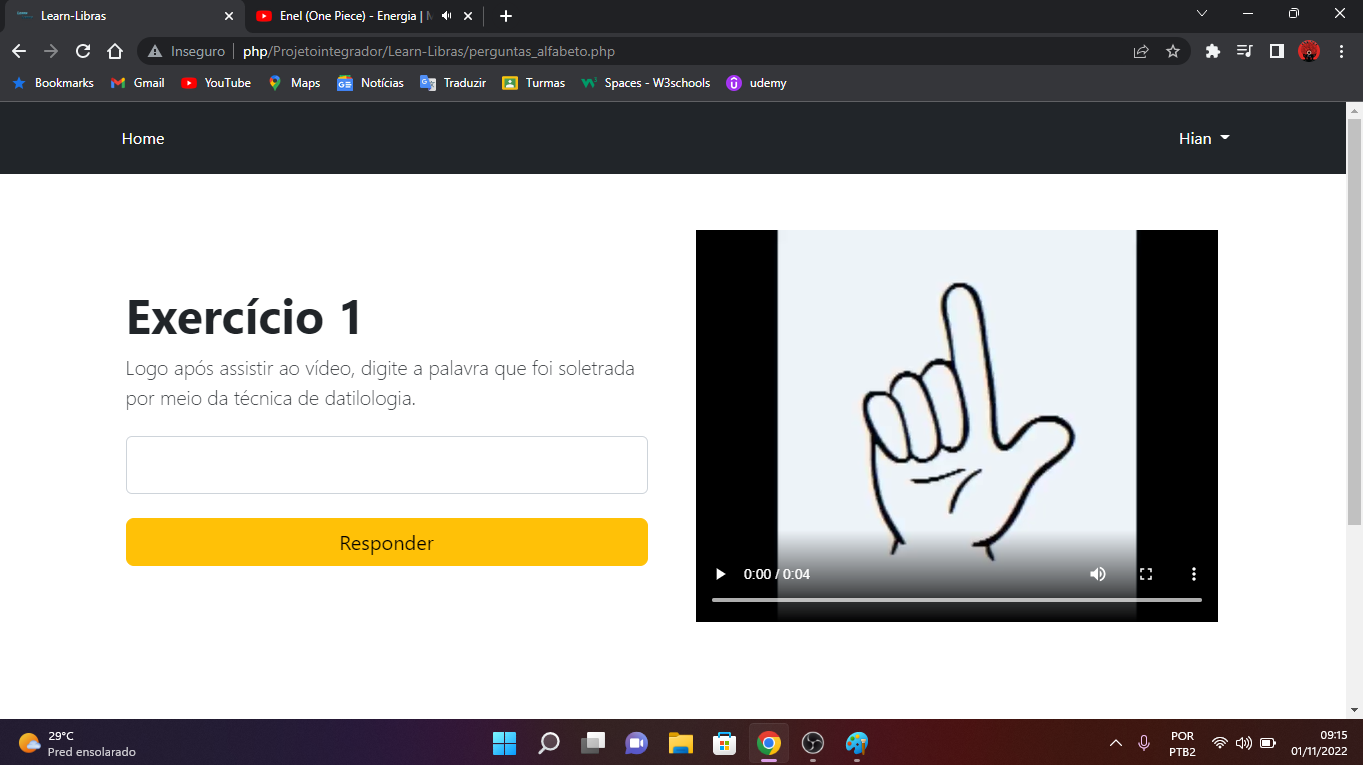 Learn-Libras
Enel (One Piece) - Energia |
Inseguro php/Projetointegrador/Learn-Libras/perguntas_alfabeto.php
Bookmarks Gmail YouTube Maps Notícias Traduzir Turmas Spaces - W3schools udemy
Home Hian
Exercício 1
Logo após assistir ao vídeo, digite a palavra que foi soletrada
por meio da técnica de datilologia.
Responder
0:00 / 0:04
29°C
Pred ensolarado
POR
PTB2
09:15
01/11/2022